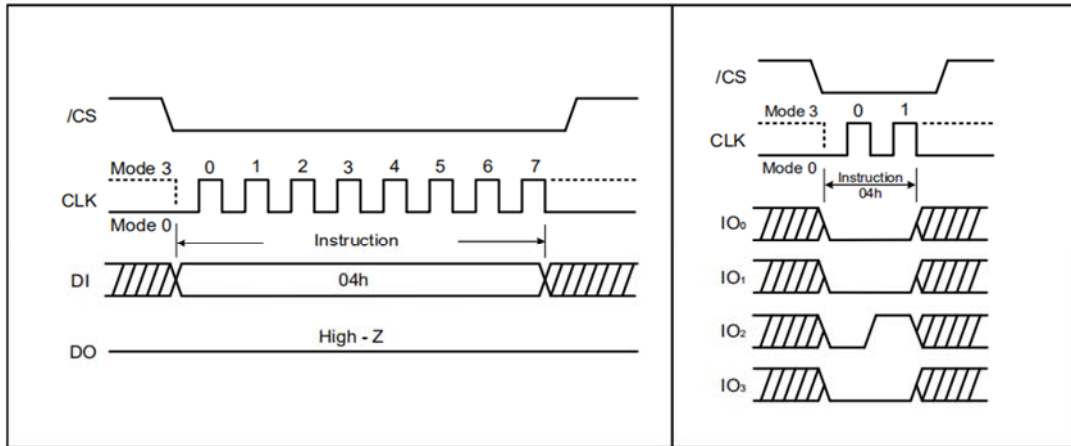 /CS
Mode 3 0 1 2 3 4 5 6 7
CLK
Mode 0
Instruction
DI 04h
High - Z
DO
/CS
Mode 3 0 1
CLK
Mode 0
Instruction
04h
IO₀
IO₁
IO₂
IO₃